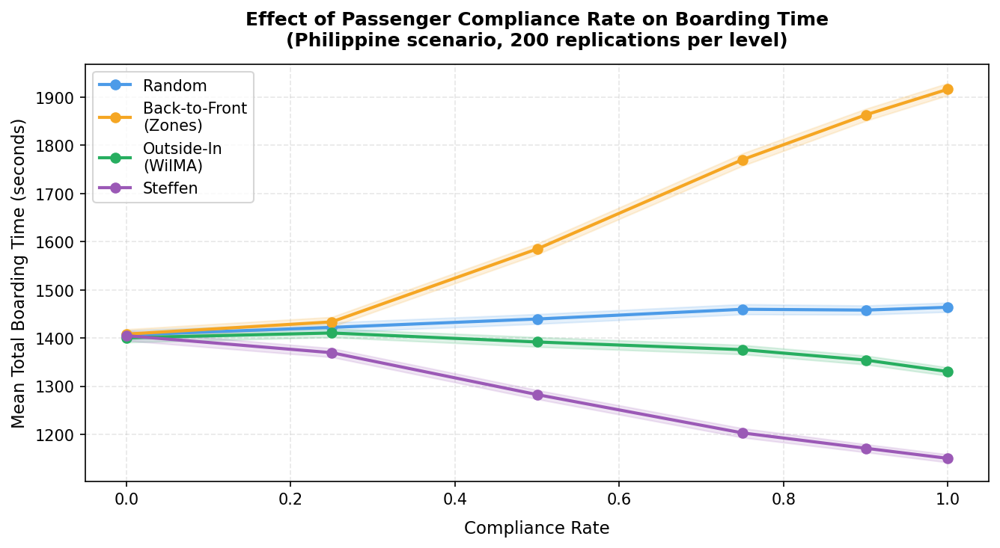 Effect of Passenger Compliance Rate on Boarding Time
(Philippine scenario, 200 replications per level)
Mean Total Boarding Time (seconds)
1900
1800
1700
1600
1500
1400
1300
1200
Random
Back-to-Front
(Zones)
Outside-In
(WilMA)
Steffen
0.0
0.2
0.4
0.6
0.8
1.0
Compliance Rate